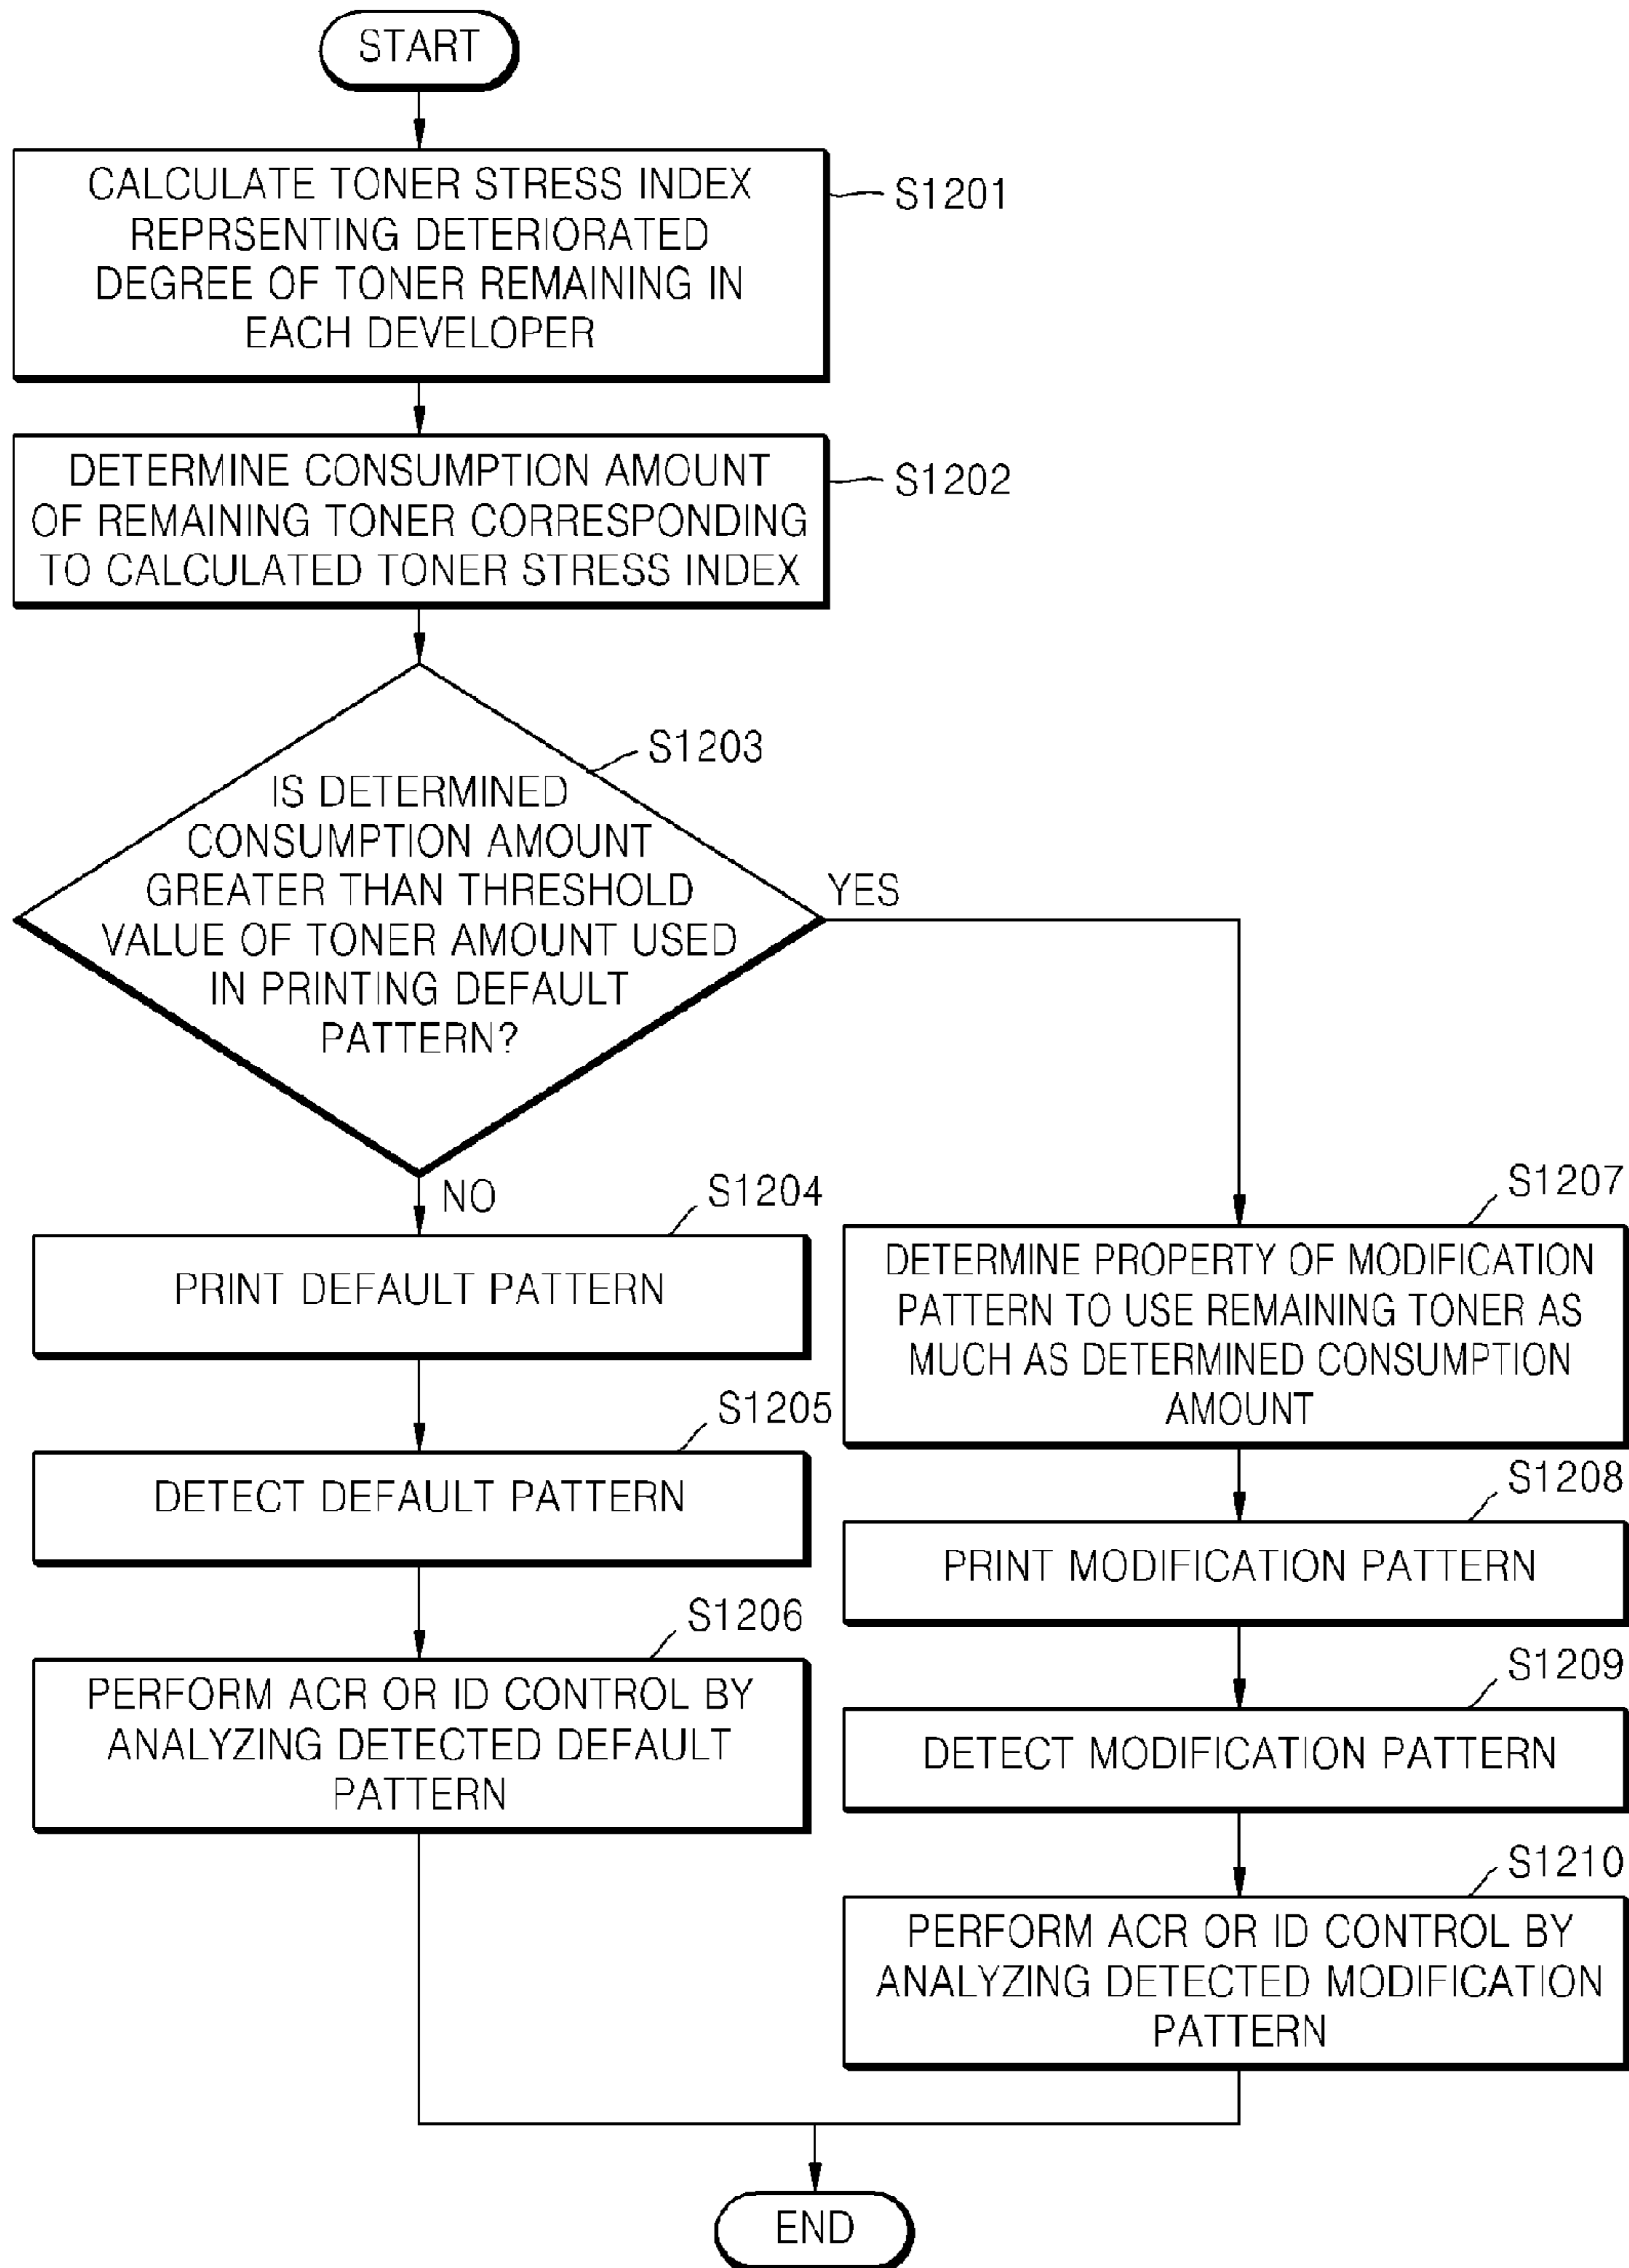 START
CALCULATE TONER STRESS INDEX
REPRSENTING DETERIORATED
DEGREE OF TONER REMAINING IN
EACH DEVELOPER
S1201
DETERMINE CONSUMPTION AMOUNT
OF REMAINING TONER CORRESPONDING
TO CALCULATED TONER STRESS INDEX
S1202
S1203
IS DETERMINED
CONSUMPTION AMOUNT
GREATER THAN THRESHOLD
VALUE OF TONER AMOUNT USED
IN PRINTING DEFAULT
PATTERN?
YES
NO
S1204
PRINT DEFAULT PATTERN
S1205
DETECT DEFAULT PATTERN
S1206
PERFORM ACR OR ID CONTROL BY
ANALYZING DETECTED DEFAULT
PATTERN
S1207
DETERMINE PROPERTY OF MODIFICATION
PATTERN TO USE REMAINING TONER AS
MUCH AS DETERMINED CONSUMPTION
AMOUNT
S1208
PRINT MODIFICATION PATTERN
S1209
DETECT MODIFICATION PATTERN
S1210
PERFORM ACR OR ID CONTROL BY
ANALYZING DETECTED MODIFICATION
PATTERN
END